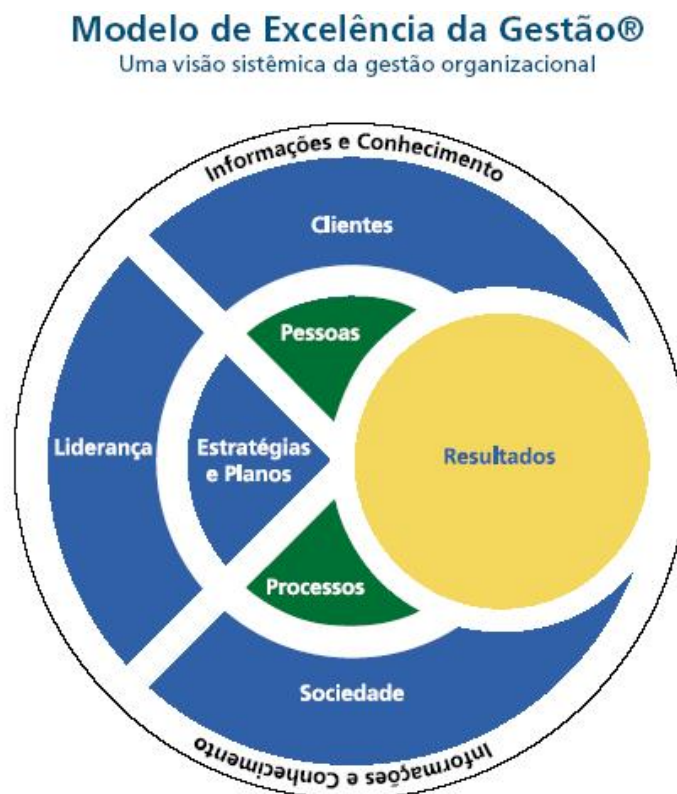 Modelo de Excelência da Gestão®
Uma visão sistêmica da gestão organizacional
Informações e Conhecimento
Clientes
Pessoas
Liderança
Estratégias
e Planos
Resultados
Processos
Sociedade
Informações e Conhecimento